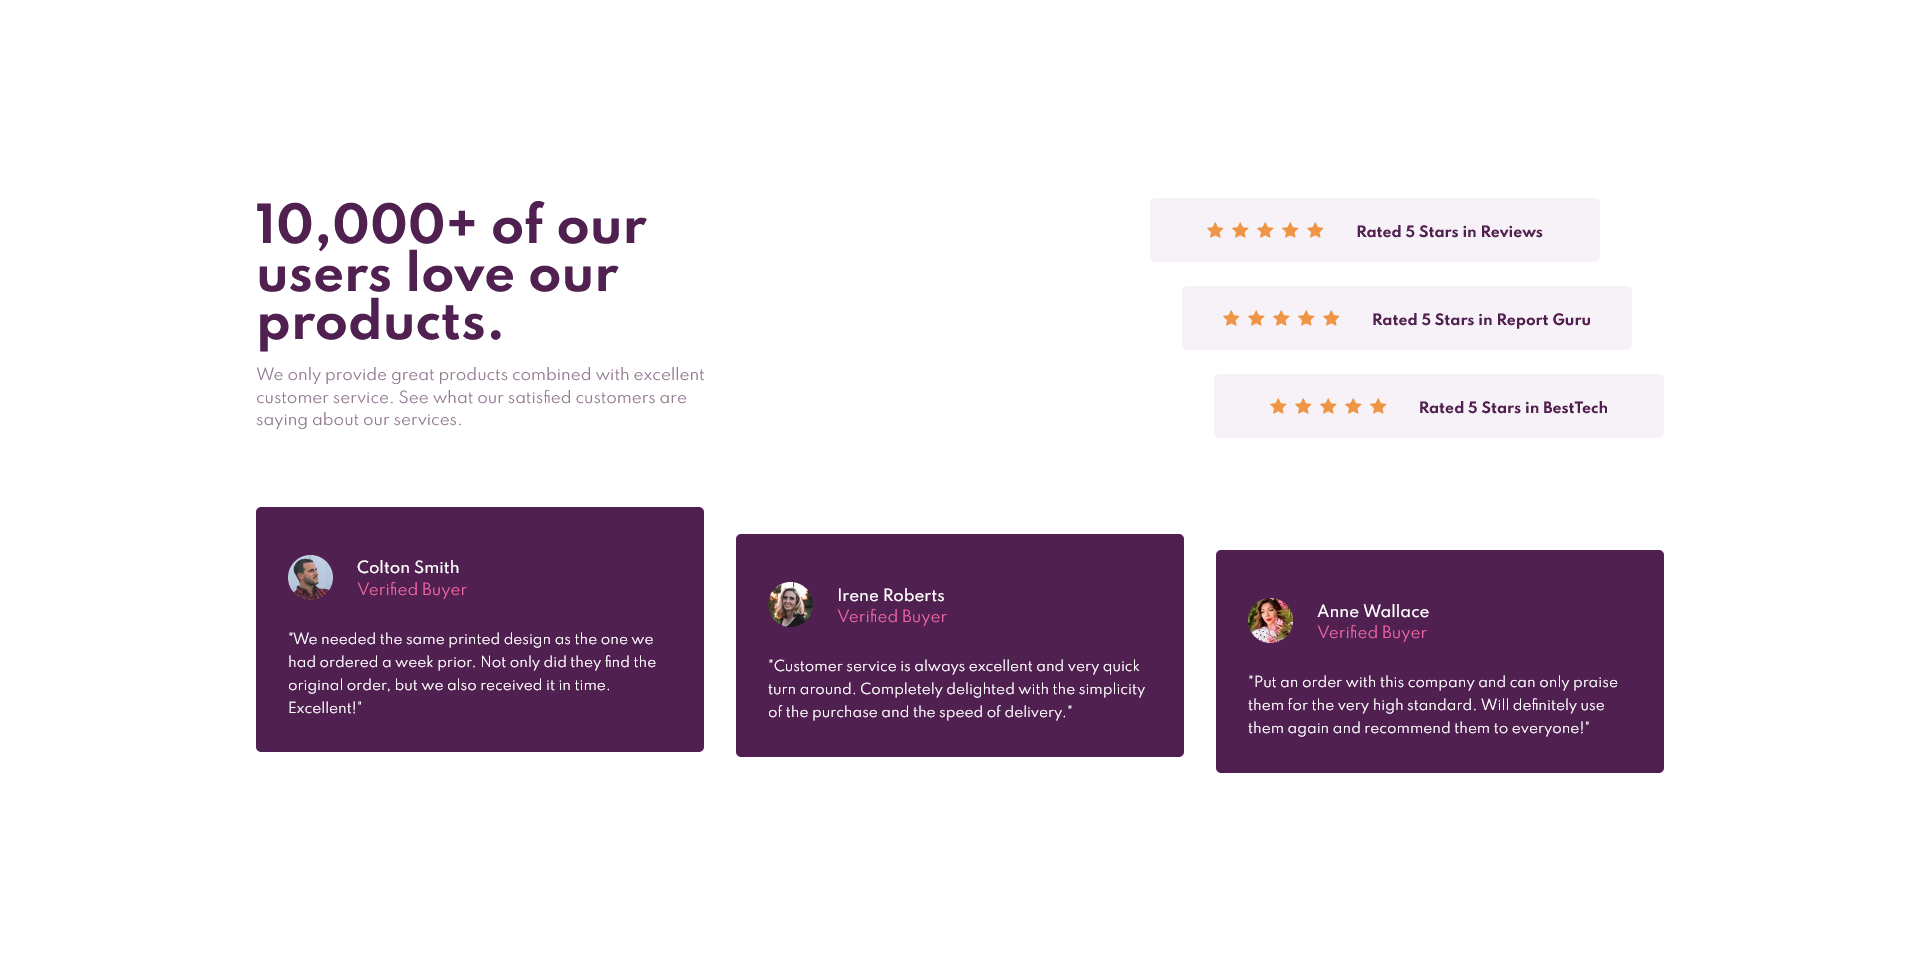 10,000+ of our
users love our
products.
We only provide great products combined with excellent
customer service. See what our satisfied customers are
saying about our services.
Rated 5 Stars in Reviews
Rated 5 Stars in Report Guru
Rated 5 Stars in BestTech
Colton Smith
Verified Buyer
"We needed the same printed design as the one we
had ordered a week prior. Not only did they find the
original order, but we also received it in time.
Excellent!"
Irene Roberts
Verified Buyer
"Customer service is always excellent and very quick
turn around. Completely delighted with the simplicity
of the purchase and the speed of delivery."
Anne Wallace
Verified Buyer
"Put an order with this company and can only praise
them for the very high standard. Will definitely use
them again and recommend them to everyone!"